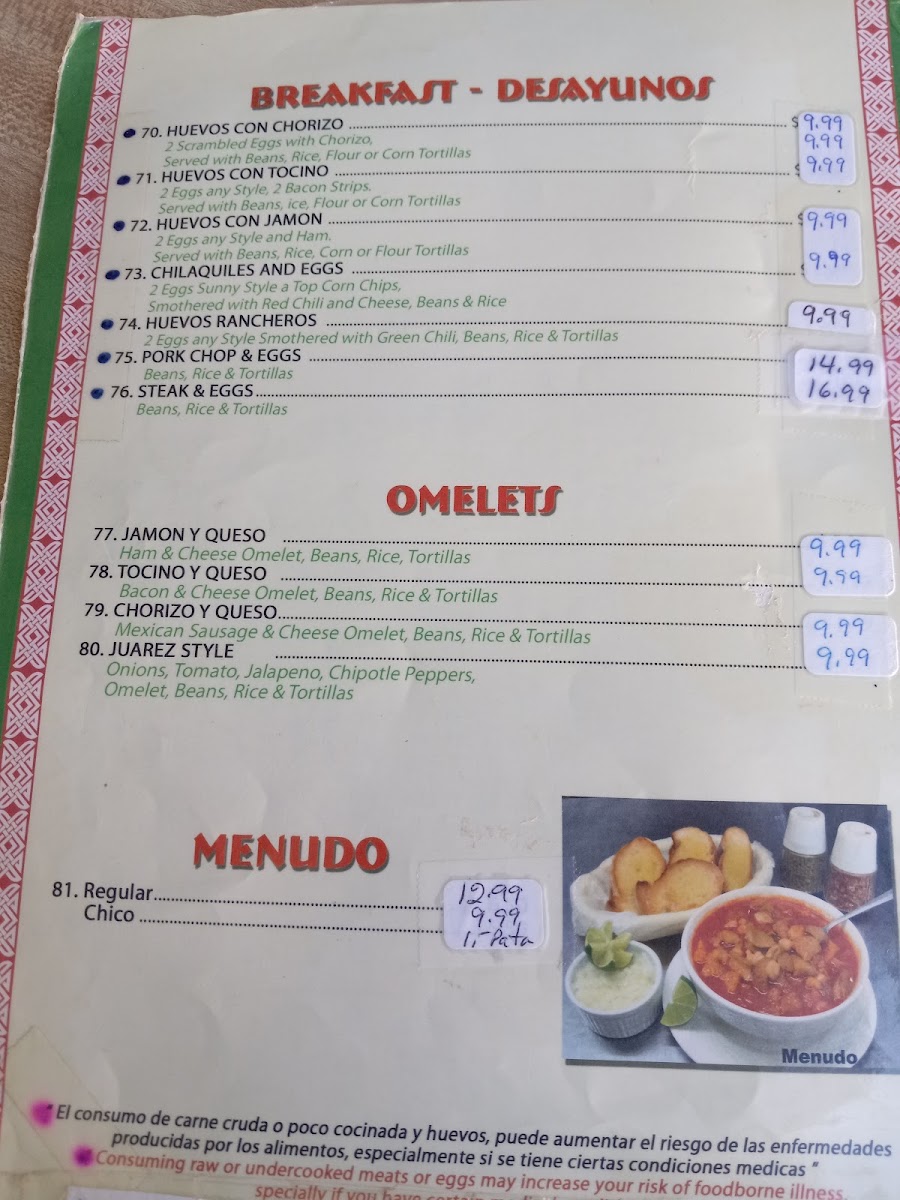 BREAKFAST - DESAYUNOS
70. HUEVOS CON CHORIZO $ 9.99
2 Scrambled Eggs with Chorizo, 9.99
Served with Beans, Rice, Flour or Corn Tortillas
71. HUEVOS CON TOCINO 9.99
2 Eggs any Style, 2 Bacon Strips.
Served with Beans, ice, Flour or Corn Tortillas
72. HUEVOS CON JAMON $ 9.99
2 Eggs any Style and Ham.
Served with Beans, Rice, Corn or Flour Tortillas
73. CHILAQUILES AND EGGS 9.99
2 Eggs Sunny Style a Top Corn Chips,
Smothered with Red Chili and Cheese, Beans & Rice
74. HUEVOS RANCHEROS 9.99
2 Eggs any Style Smothered with Green Chili, Beans, Rice & Tortillas
75. PORK CHOP & EGGS 14.99
Beans, Rice & Tortillas
76. STEAK & EGGS 16.99
Beans, Rice & Tortillas
OMELETS
77. JAMON Y QUESO 9.99
Ham & Cheese Omelet, Beans, Rice, Tortillas
78. TOCINO Y QUESO 9.99
Bacon & Cheese Omelet, Beans, Rice & Tortillas
79. CHORIZO Y QUESO 9.99
Mexican Sausage & Cheese Omelet, Beans, Rice & Tortillas
80. JUAREZ STYLE 9.99
Onions, Tomato, Jalapeno, Chipotle Peppers,
Omelet, Beans, Rice & Tortillas
MENUDO
81. Regular 12.99
Chico 9.99
1,- Pata
Menudo
" El consumo de carne cruda o poco cocinada y huevos, puede aumentar el riesgo de las enfermedades
producidas por los alimentos, especialmente si se tiene ciertas condiciones medicas "
Consuming raw or undercooked meats or eggs may increase your risk of foodborne illness
specially if you have certain